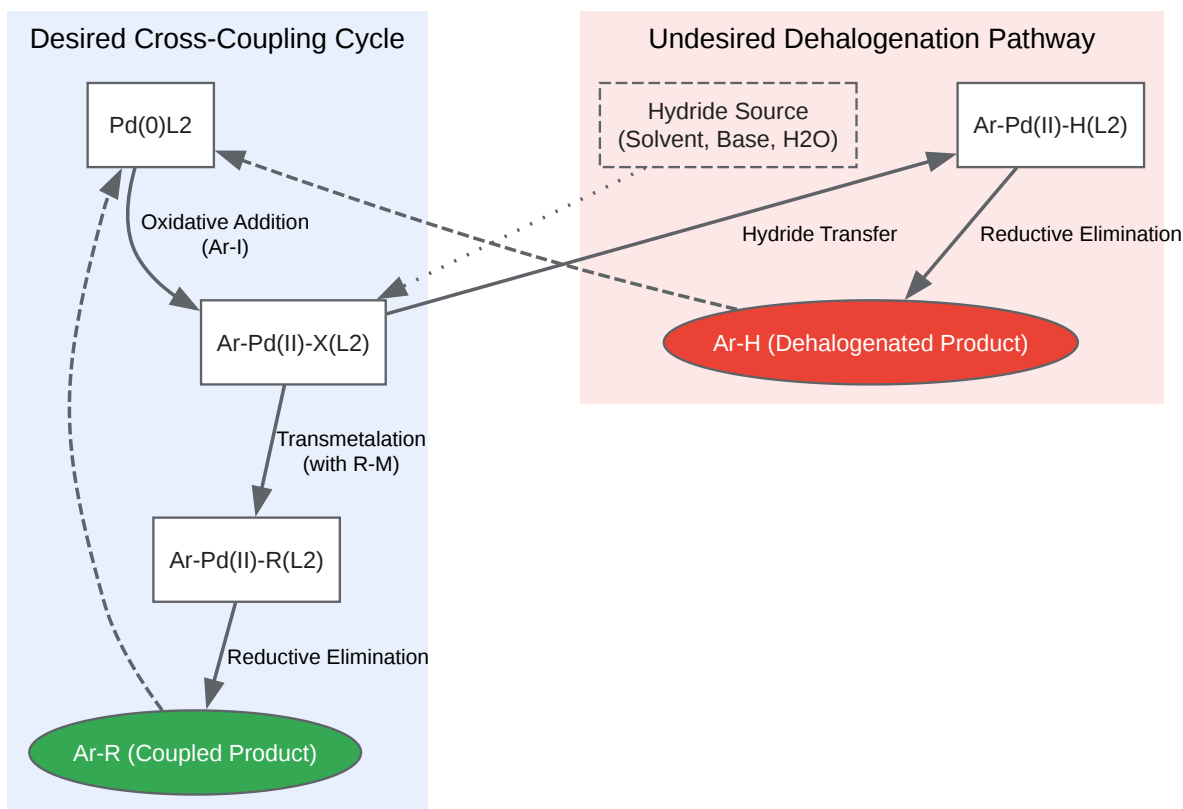 Desired Cross-Coupling Cycle
Pd(0)L2
Oxidative Addition
(Ar-I)
Ar-Pd(II)-X(L2)
Transmetalation
(with R-M)
Ar-Pd(II)-R(L2)
Reductive Elimination
Ar-R (Coupled Product)
Undesired Dehalogenation Pathway
Hydride Source
(Solvent, Base, H2O)
Ar-Pd(II)-H(L2)
Hydride Transfer
Reductive Elimination
Ar-H (Dehalogenated Product)